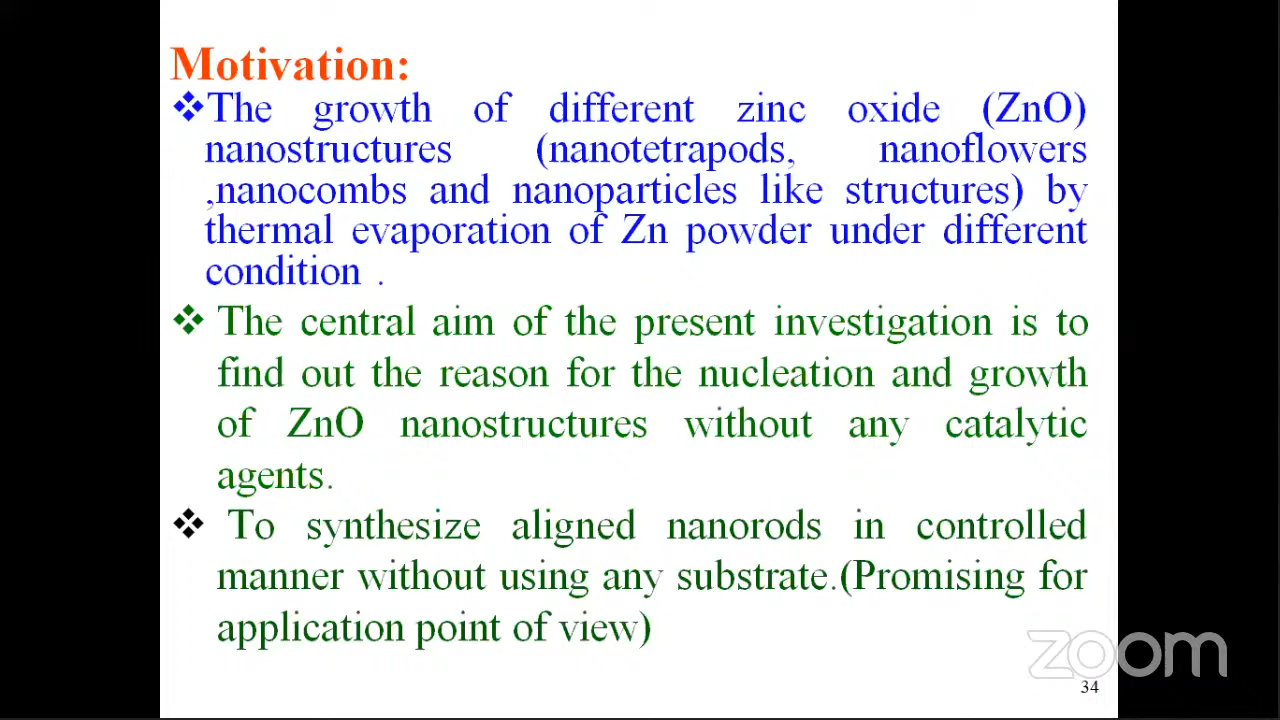 Motivation:
❖The growth of different zinc oxide (ZnO)
nanostructures (nanotetrapods, nanoflowers
,nanocombs and nanoparticles like structures) by
thermal evaporation of Zn powder under different
condition .
❖ The central aim of the present investigation is to
find out the reason for the nucleation and growth
of ZnO nanostructures without any catalytic
agents.
❖ To synthesize aligned nanorods in controlled
manner without using any substrate.(Promising for
application point of view)
zoom
34